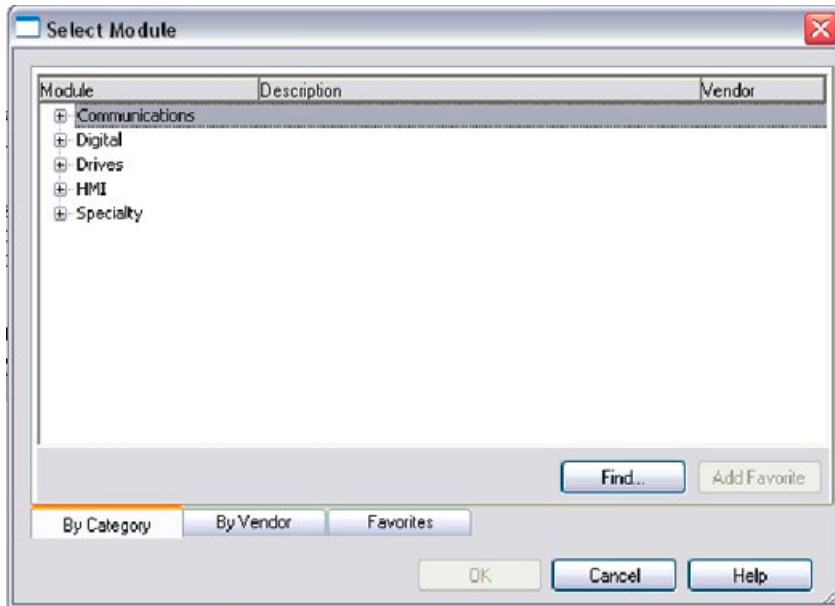 Select Module
Module Description Vendor
Communications
Digital
Drives
HMI
Specialty
Find... Add Favorite
By Category By Vendor Favorites
OK Cancel Help